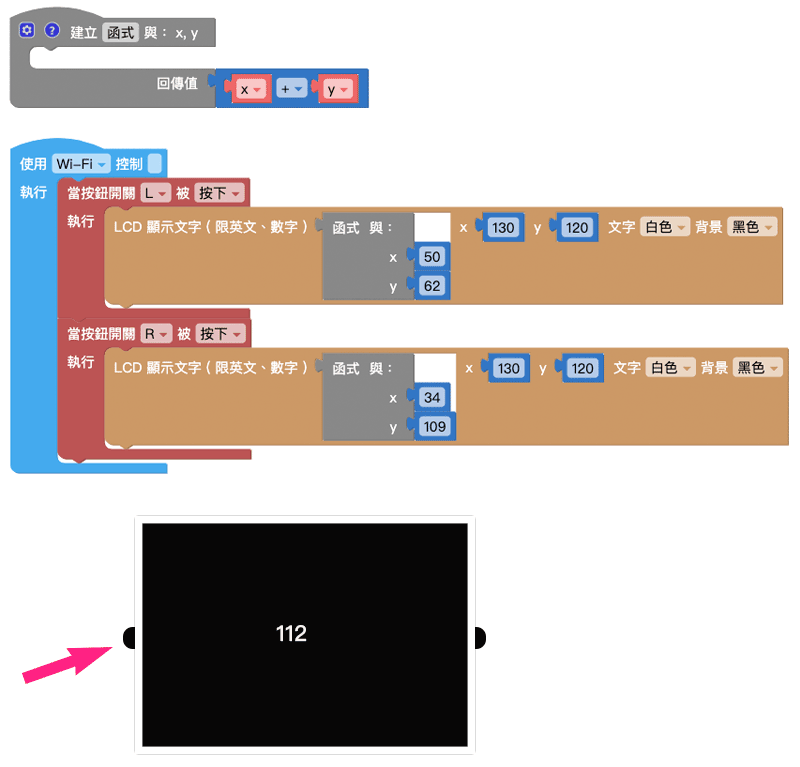 建立 函式 與： x, y
回傳值 x + y
使用 Wi-Fi 控制
執行 當按鈕開關 L 被 按下
執行 LCD 顯示文字（限英文、數字） 函式 與： x 130 y 120 文字 白色 背景 黑色
x 50
y 62
當按鈕開關 R 被 按下
執行 LCD 顯示文字（限英文、數字） 函式 與： x 130 y 120 文字 白色 背景 黑色
x 34
y 109
112